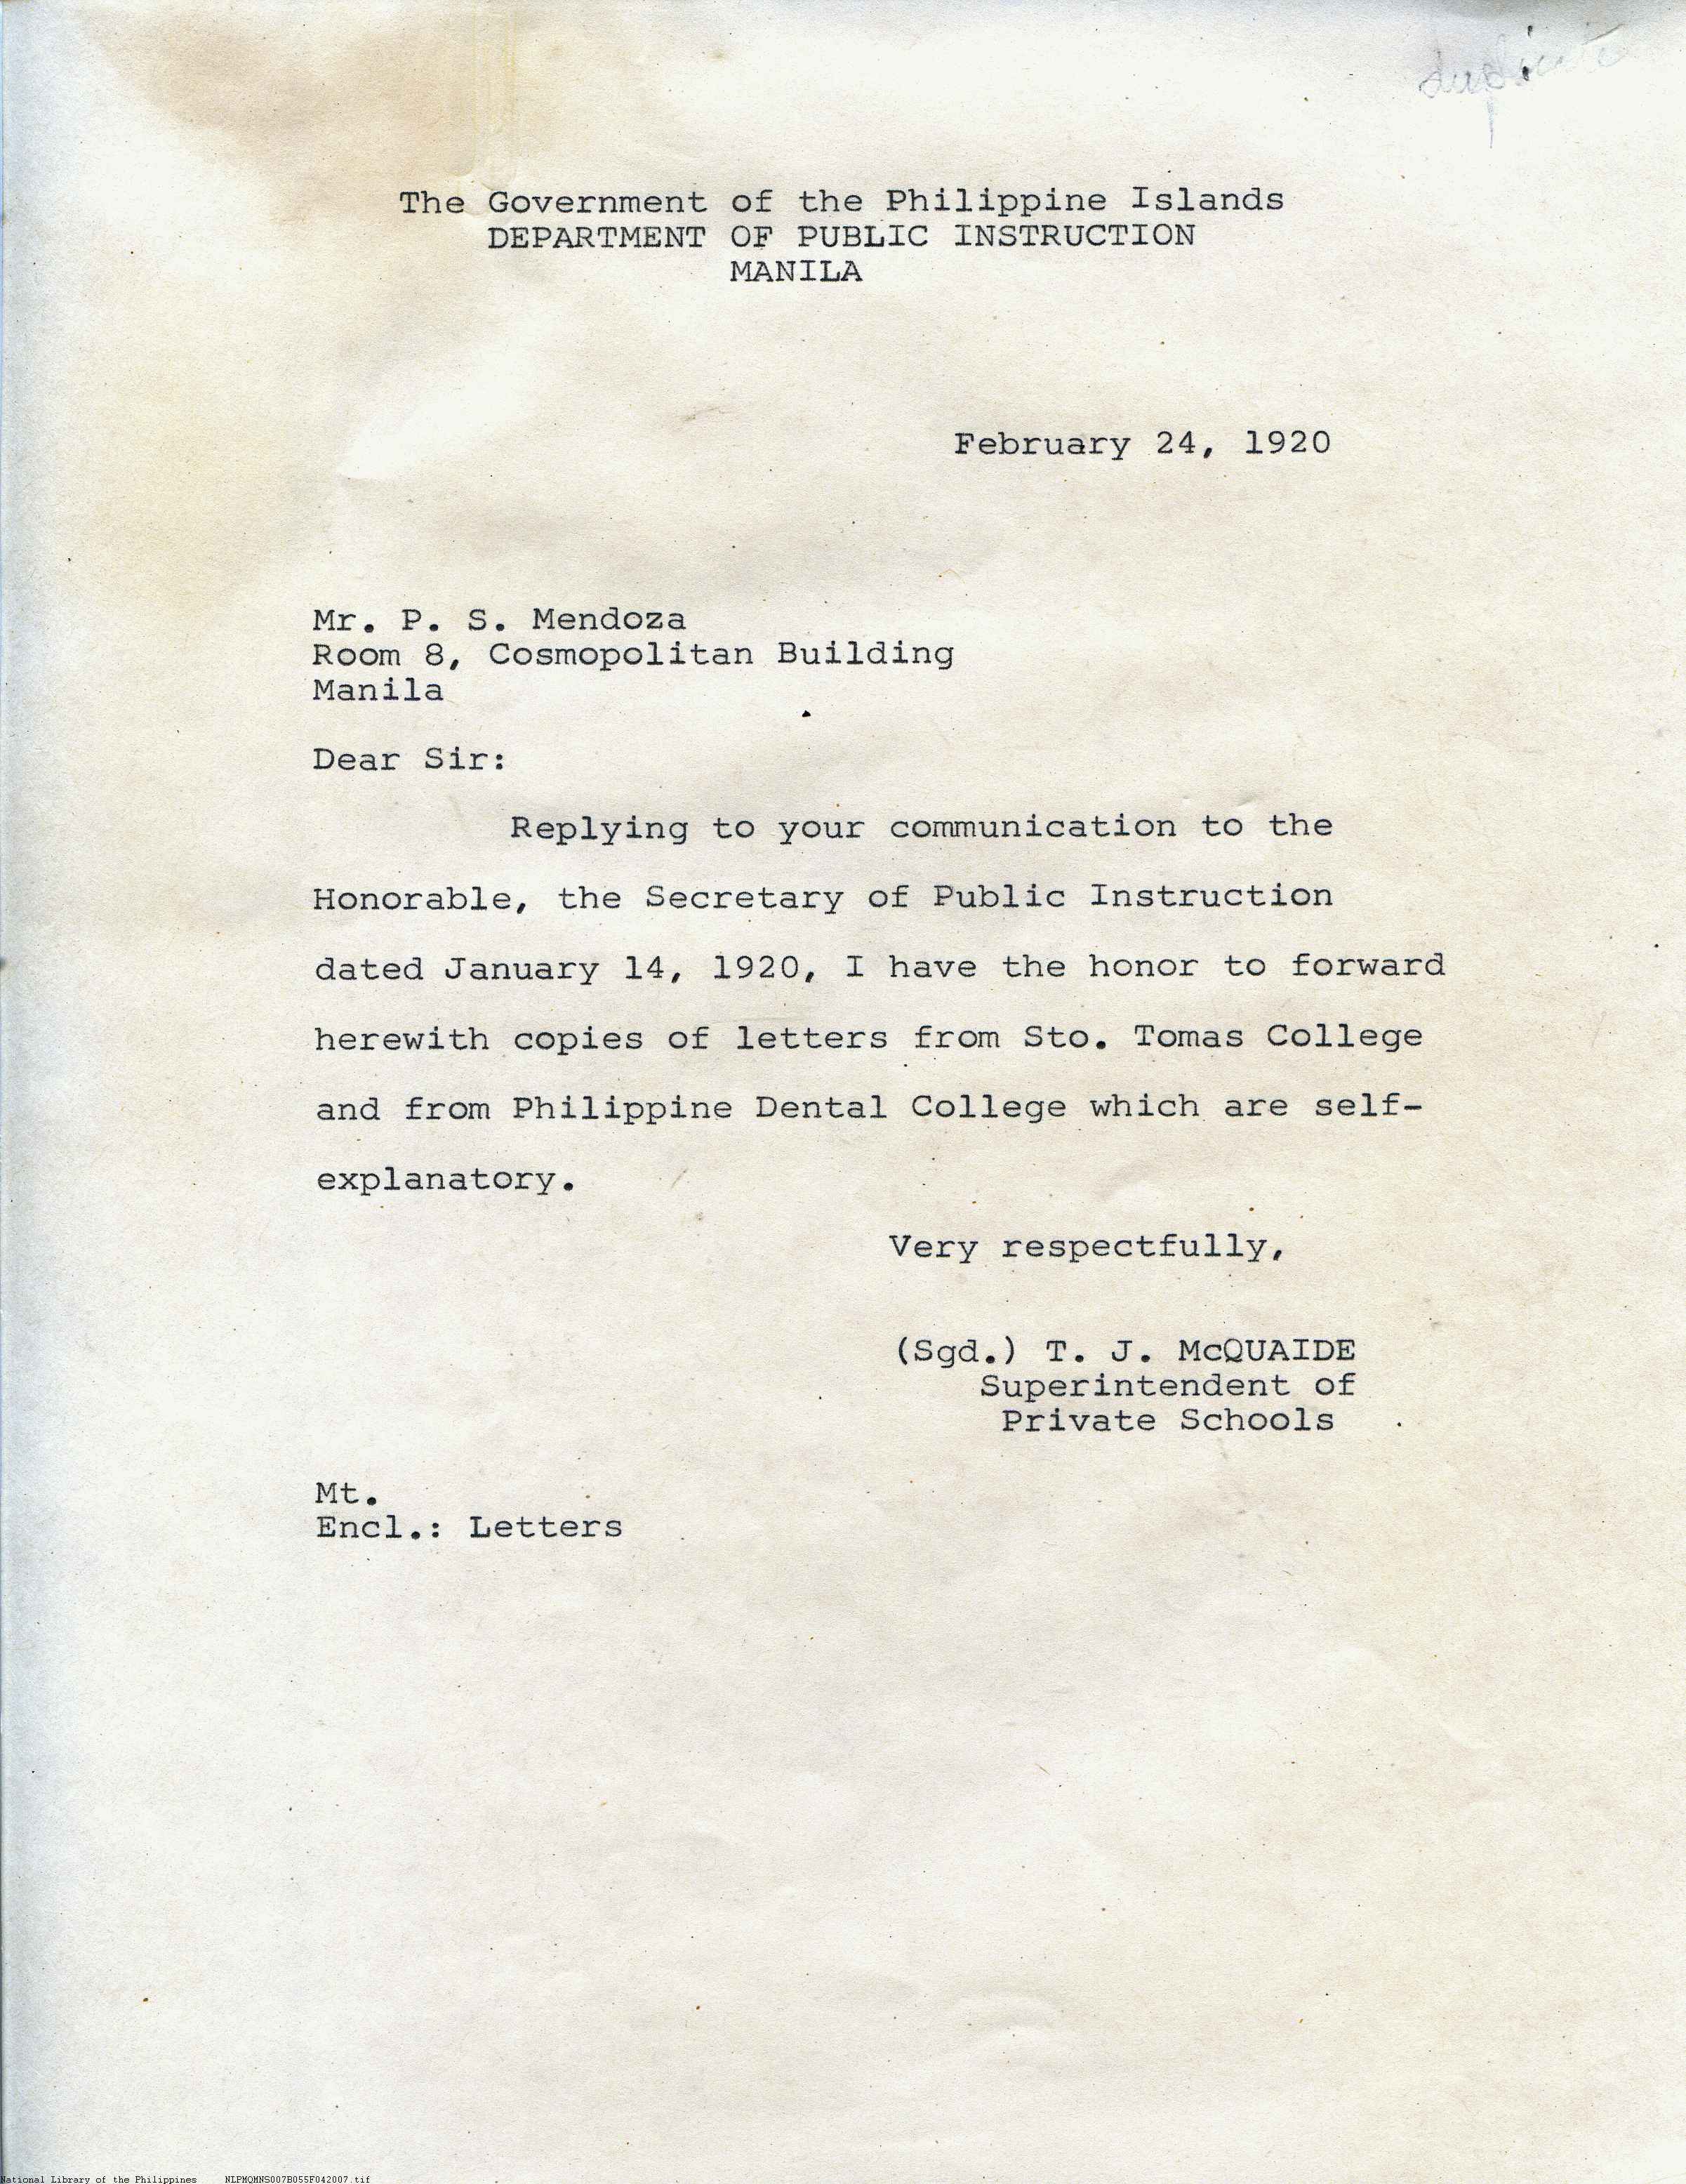 duplicate
The Government of the Philippine Islands
DEPARTMENT OF PUBLIC INSTRUCTION
MANILA
February 24, 1920
Mr. P. S. Mendoza
Room 8, Cosmopolitan Building
Manila
Dear Sir:
Replying to your communication to the
Honorable, the Secretary of Public Instruction
dated January 14, 1920, I have the honor to forward
herewith copies of letters from Sto. Tomas College
and from Philippine Dental College which are self-
explanatory.
Very respectfully,
(Sgd.) T. J. McQUAIDE
Superintendent of
Private Schools
Mt.
Encl.: Letters
National Library of the Philippines NLPMQMNS007B055F042007.tif